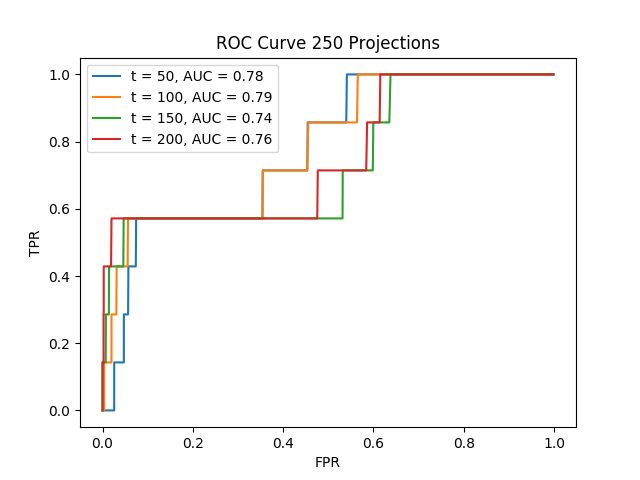 ROC Curve 250 Projections
t = 50, AUC = 0.78
t = 100, AUC = 0.79
t = 150, AUC = 0.74
t = 200, AUC = 0.76
TPR
1.0
0.8
0.6
0.4
0.2
0.0
0.0 0.2 0.4 0.6 0.8 1.0
FPR